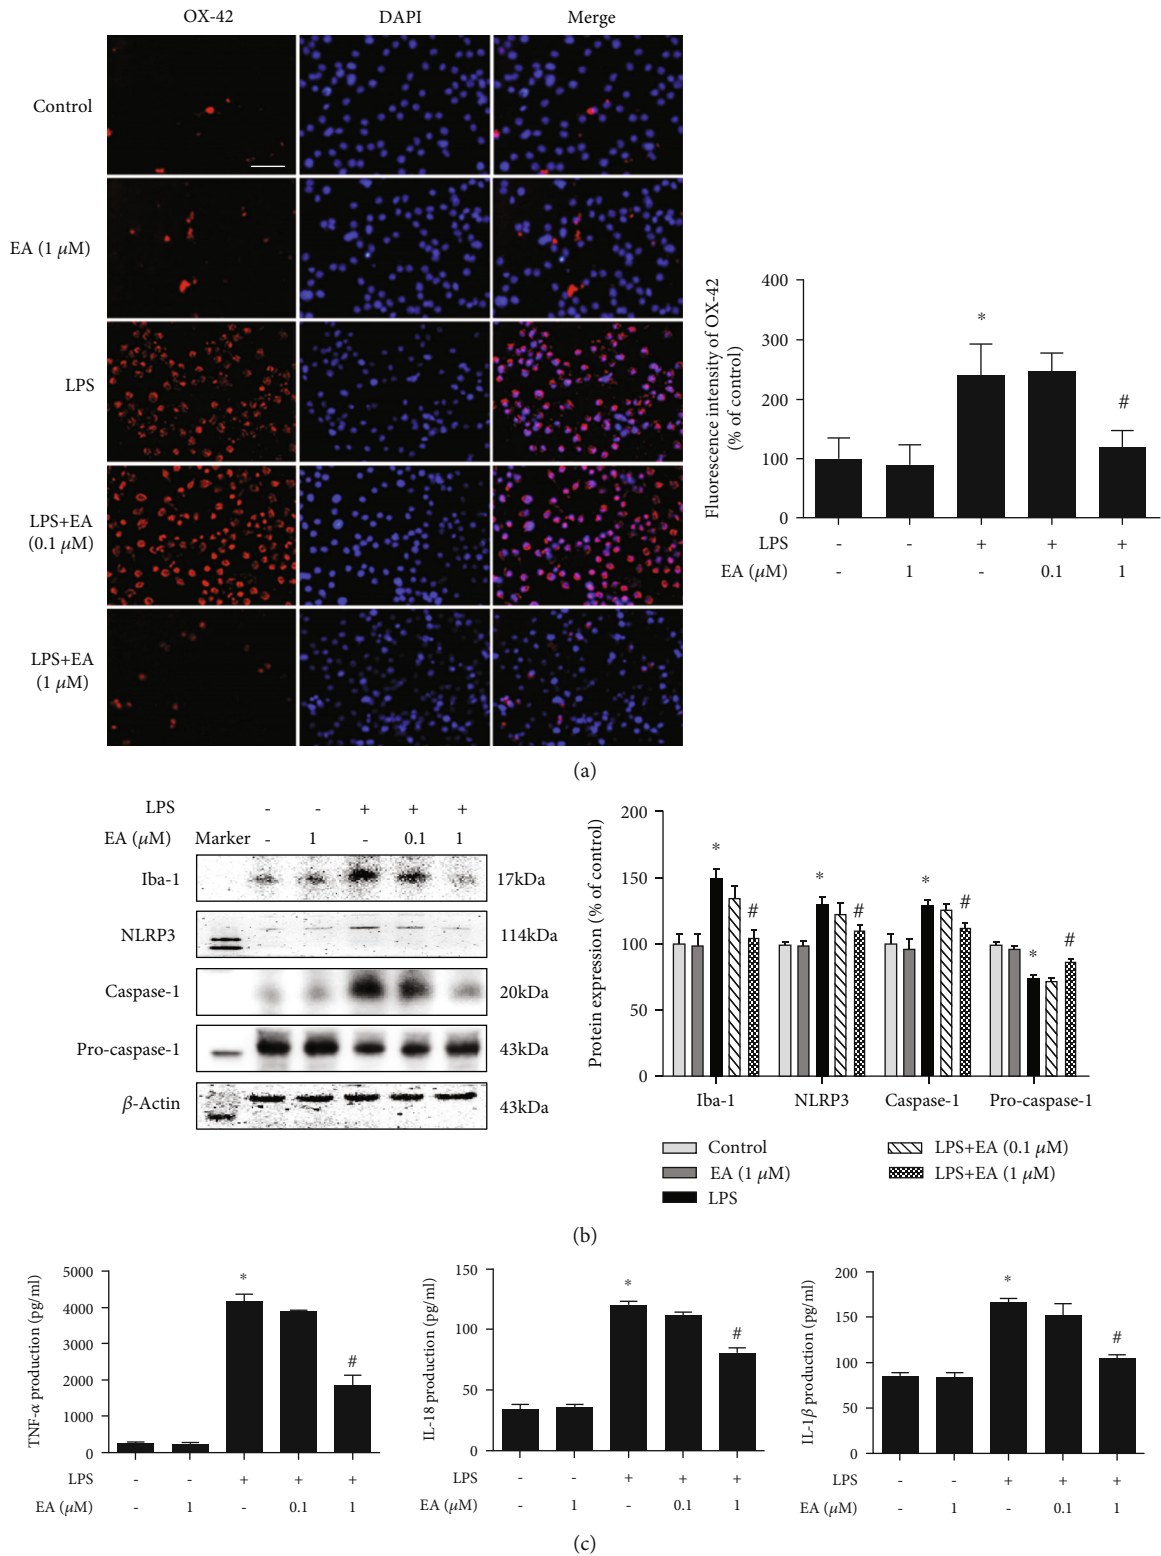 OX-42 DAPI Merge
Control
EA (1 μM)
LPS
LPS+EA
(0.1 μM)
LPS+EA
(1 μM)
Fluorescence intensity of OX-42
(% of control)
400
300
200
100
0
* #
LPS - - + + +
EA (μM) - 1 - 0.1 1
(a)
LPS - - + + +
EA (μM) Marker - 1 - 0.1 1
Iba-1 17kDa
NLRP3 114kDa
Caspase-1 20kDa
Pro-caspase-1 43kDa
β-Actin 43kDa
Protein expression (% of control)
200
150
100
50
0
* # * # * # * #
Iba-1 NLRP3 Caspase-1 Pro-caspase-1
Control
EA (1 μM)
LPS
LPS+EA (0.1 μM)
LPS+EA (1 μM)
(b)
TNF-α production (pg/ml)
5000
4000
3000
2000
1000
0
* #
LPS - - + + +
EA (μM) - 1 - 0.1 1
IL-18 production (pg/ml)
150
100
50
0
* #
LPS - - + + +
EA (μM) - 1 - 0.1 1
IL-1β production (pg/ml)
200
150
100
50
0
* #
LPS - - + + +
EA (μM) - 1 - 0.1 1
(c)